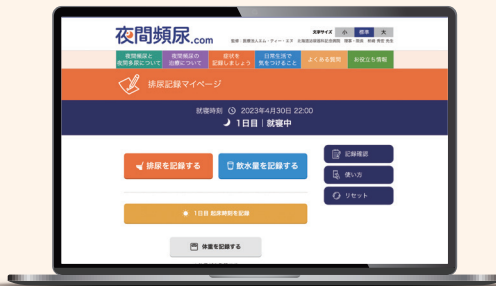 夜間頻尿.com
文字サイズ 小 標準 大
夜間頻尿と
夜間多尿について
夜間頻尿の
治療について
症状を
記録しましょう
日常生活で
気をつけること
よくある質問
お役立ち情報
排尿記録マイページ
就寝時刻 2023年4月30日 22:00
1日目｜就寝中
排尿を記録する
飲水量を記録する
記録確認
使い方
リセット
1日目 起床時刻を記録
体重を記録する